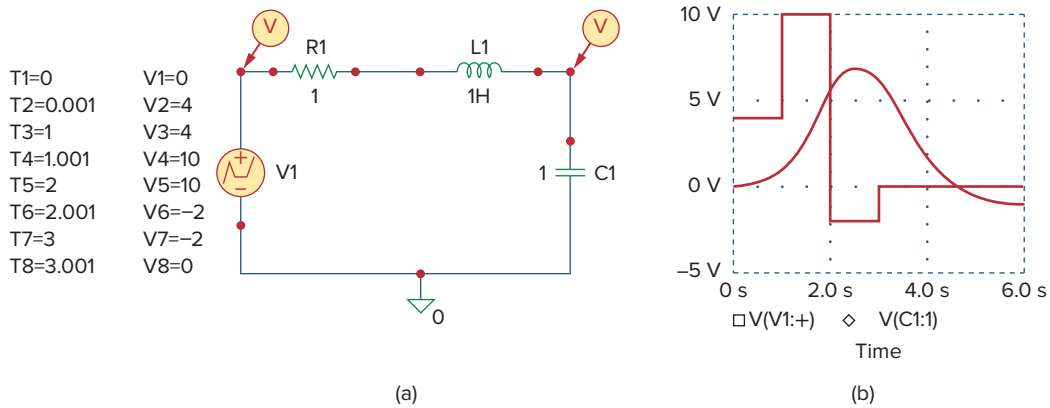 V
V
R1
L1
1
1H
T1=0 V1=0
T2=0.001 V2=4
T3=1 V3=4
T4=1.001 V4=10
T5=2 V5=10
T6=2.001 V6=−2
T7=3 V7=−2
T8=3.001 V8=0
+
−
V1
1
C1
0
(a)
10 V
5 V
0 V
−5 V
0 s 2.0 s 4.0 s 6.0 s
V(V1:+) V(C1:1)
Time
(b)